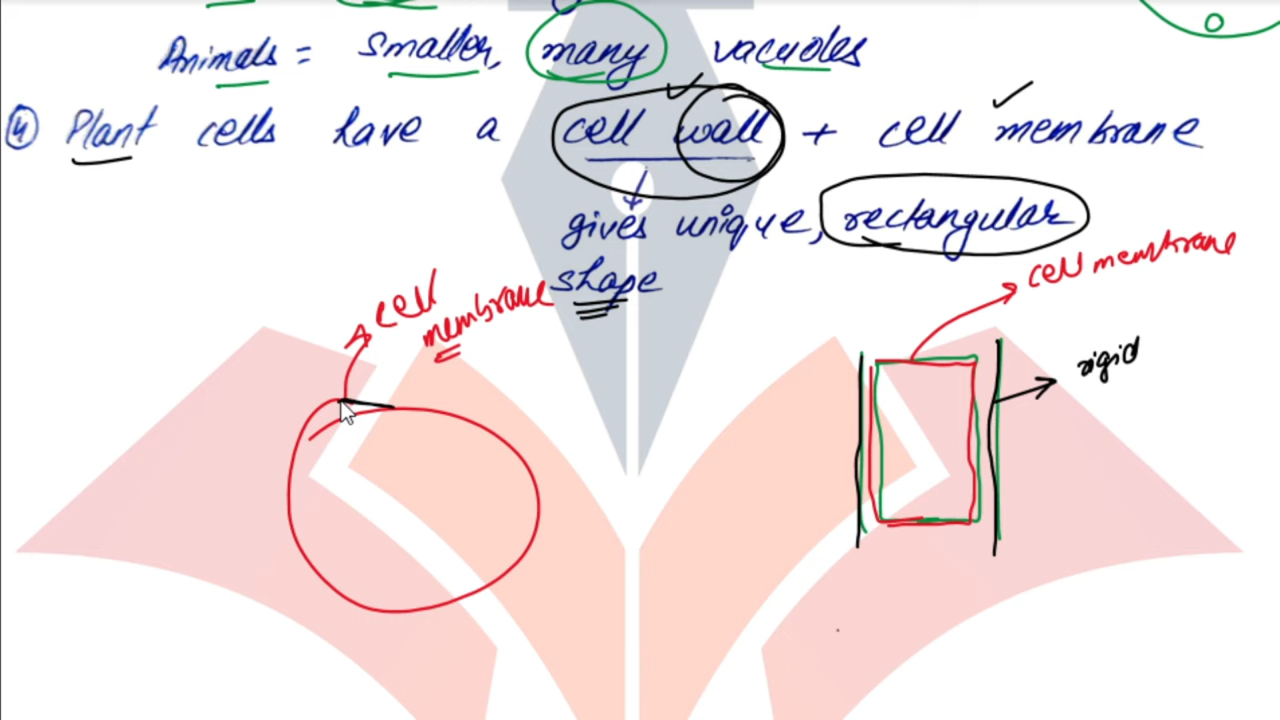 Animals = smaller, many vacuoles
④ Plant cells have a cell wall + cell membrane
gives unique, rectangular
shape
cell membrane
cell membrane
rigid